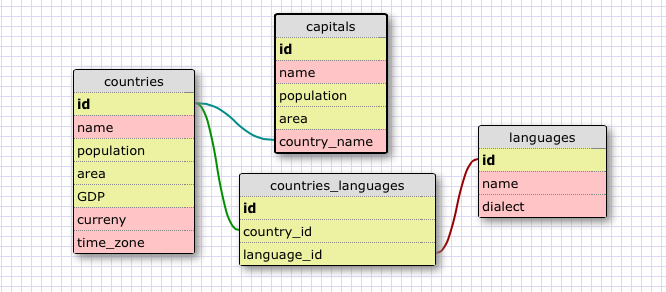 capitals
id
name
population
area
country_name
countries
id
name
population
area
GDP
curreny
time_zone
countries_languages
id
country_id
language_id
languages
id
name
dialect